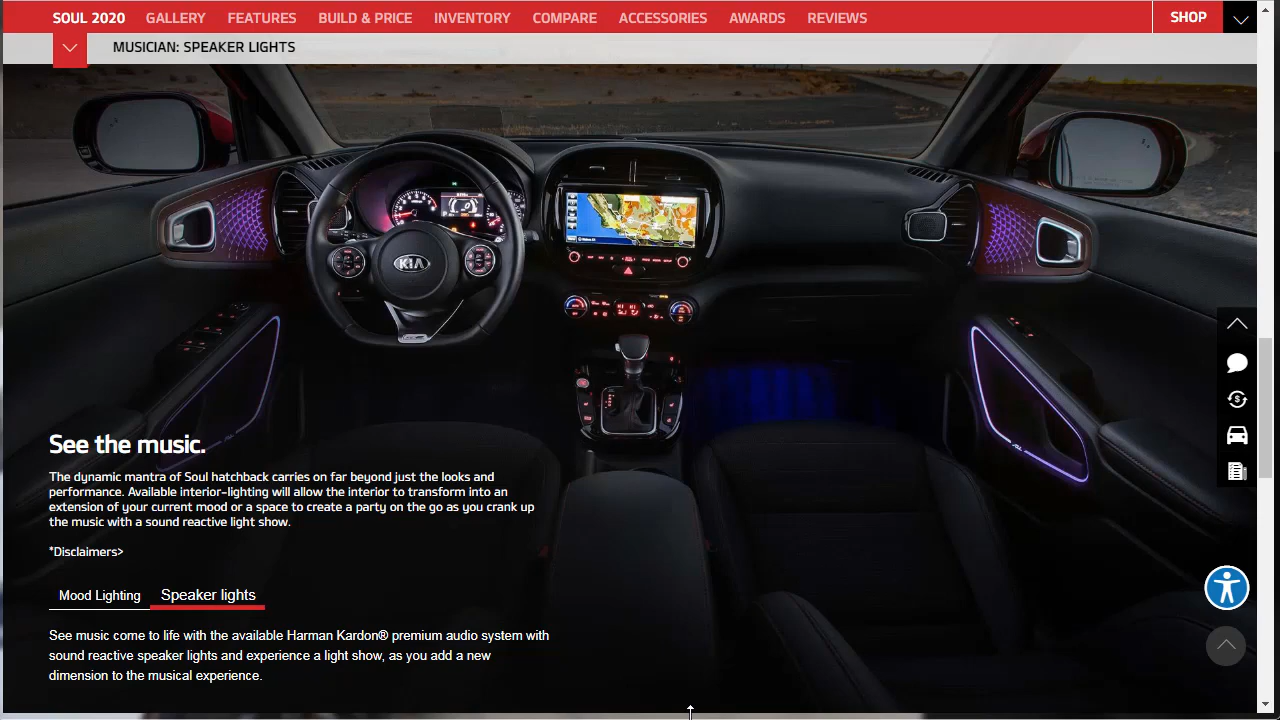 SOUL 2020 GALLERY FEATURES BUILD & PRICE INVENTORY COMPARE ACCESSORIES AWARDS REVIEWS SHOP
MUSICIAN: SPEAKER LIGHTS
KIA
See the music.
The dynamic mantra of Soul hatchback carries on far beyond just the looks and
performance. Available interior-lighting will allow the interior to transform into an
extension of your current mood or a space to create a party on the go as you crank up
the music with a sound reactive light show.
*Disclaimers>
Mood Lighting Speaker lights
See music come to life with the available Harman Kardon® premium audio system with
sound reactive speaker lights and experience a light show, as you add a new
dimension to the musical experience.